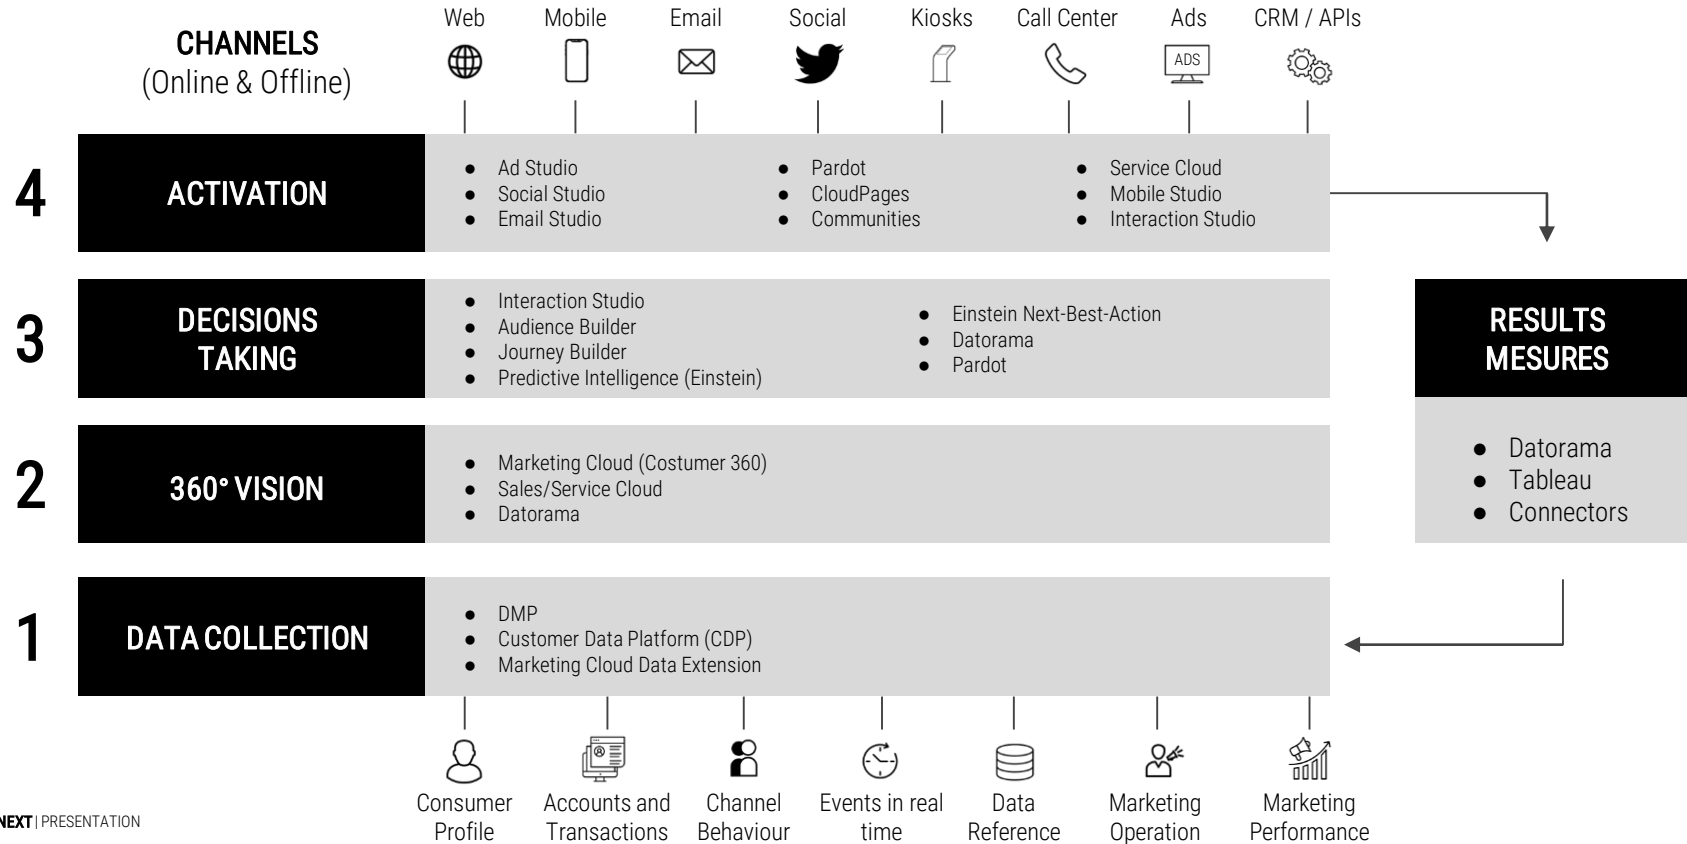 Web Mobile Email Social Kiosks Call Center Ads CRM / APIs
CHANNELS
(Online & Offline)
ADS
4
ACTIVATION
● Ad Studio
● Social Studio
● Email Studio
● Pardot
● CloudPages
● Communities
● Service Cloud
● Mobile Studio
● Interaction Studio
3
DECISIONS
TAKING
● Interaction Studio
● Audience Builder
● Journey Builder
● Predictive Intelligence (Einstein)
● Einstein Next-Best-Action
● Datorama
● Pardot
RESULTS
MESURES
● Datorama
● Tableau
● Connectors
2
360° VISION
● Marketing Cloud (Costumer 360)
● Sales/Service Cloud
● Datorama
1
DATA COLLECTION
● DMP
● Customer Data Platform (CDP)
● Marketing Cloud Data Extension
Consumer
Profile
Accounts and
Transactions
Channel
Behaviour
Events in real
time
Data
Reference
Marketing
Operation
Marketing
Performance
NEXT | PRESENTATION